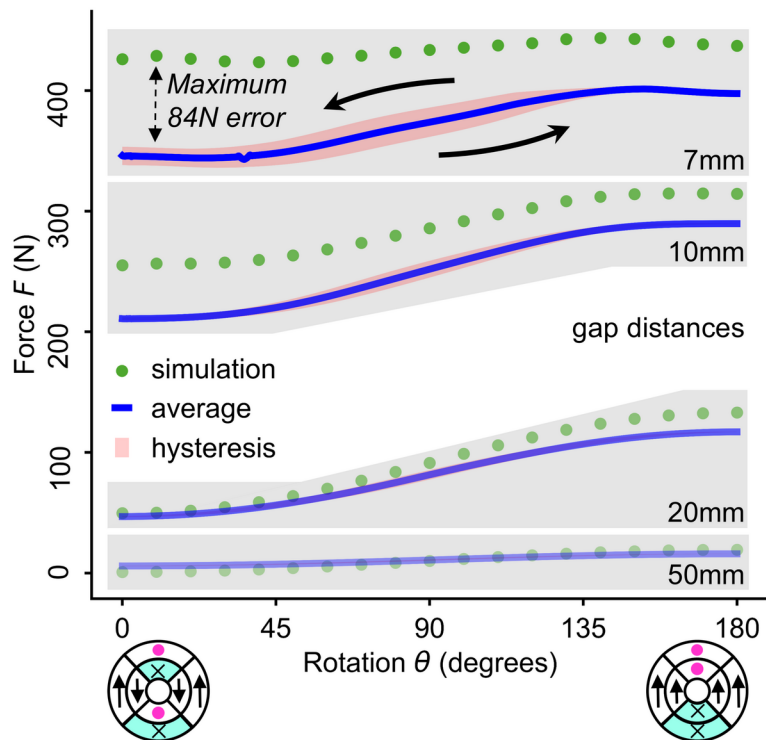 Force F (N)
400
300
200
100
0
Maximum
84N error
7mm
10mm
gap distances
simulation
average
hysteresis
20mm
50mm
0
45
90
135
180
Rotation θ (degrees)